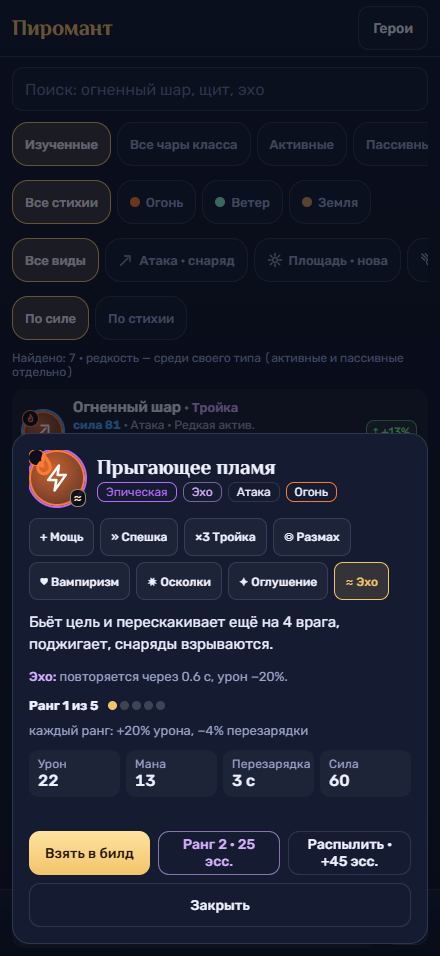 Пиромант
Герои
Поиск: огненный шар, щит, эхо
Изученные
Все чары класса
Активные
Пассивны
Все стихии
Огонь
Ветер
Земля
Все виды
Атака • снаряд
Площадь • нова
По силе
По стихии
Найдено: 7 • редкость — среди своего типа (активные и пассивные
отдельно)
Огненный шар • Тройка
сила 81 • Атака • Редкая актив.
↑ +13%
Прыгающее пламя
Эпическая
Эхо
Атака
Огонь
+ Мощь
» Спешка
×3 Тройка
◎ Размах
♥ Вампиризм
✷ Осколки
✦ Оглушение
≈ Эхо
Бьёт цель и перескакивает ещё на 4 врага,
поджигает, снаряды взрываются.
Эхо: повторяется через 0.6 с, урон −20%.
Ранг 1 из 5
каждый ранг: +20% урона, −4% перезарядки
Урон
Мана
Перезарядка
Сила
22
13
3 с
60
Взять в билд
Ранг 2 • 25
эсс.
Распылить •
+45 эсс.
Закрыть